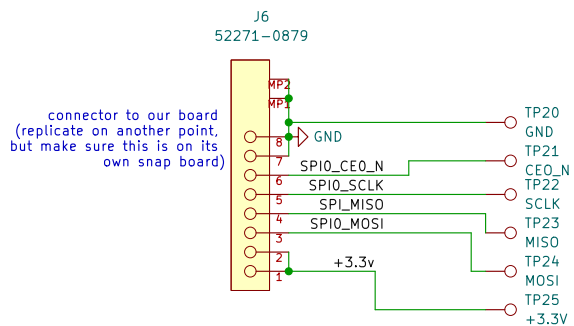 J6
52271-0879
MP2
MP1
connector to our board
(replicate on another point,
but make sure this is on its
own snap board)
8
GND
7
SPI0_CE0_N
6
SPI0_SCLK
5
SPI_MISO
4
SPI0_MOSI
3
2
+3.3v
1
TP20
GND
TP21
CE0_N
TP22
SCLK
TP23
MISO
TP24
MOSI
TP25
+3.3V